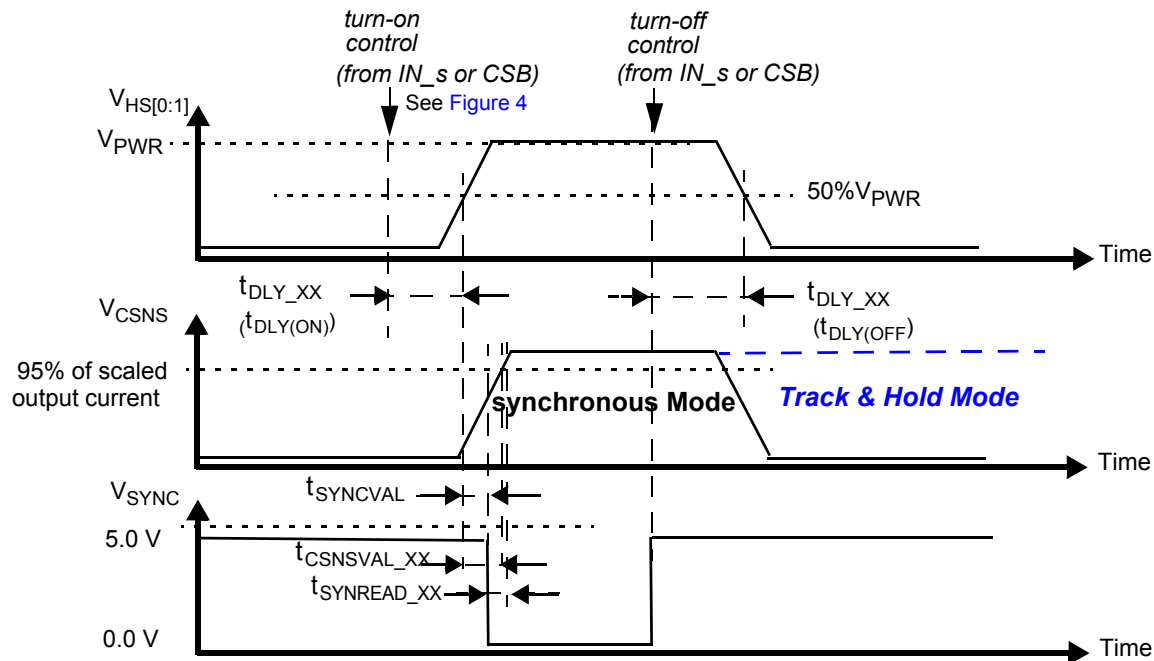 turn-on
control
(from IN_s or CSB)
See Figure 4
turn-off
control
(from IN_s or CSB)
VHS[0:1]
VPWR
50%VPWR
Time
tDLY_XX
(tDLY(ON))
tDLY_XX
(tDLY(OFF)
VCSNS
95% of scaled
output current
synchronous Mode
Track & Hold Mode
Time
tSYNCVAL
VSYNC
5.0 V
tCSNSVAL_XX
tSYNREAD_XX
0.0 V
Time